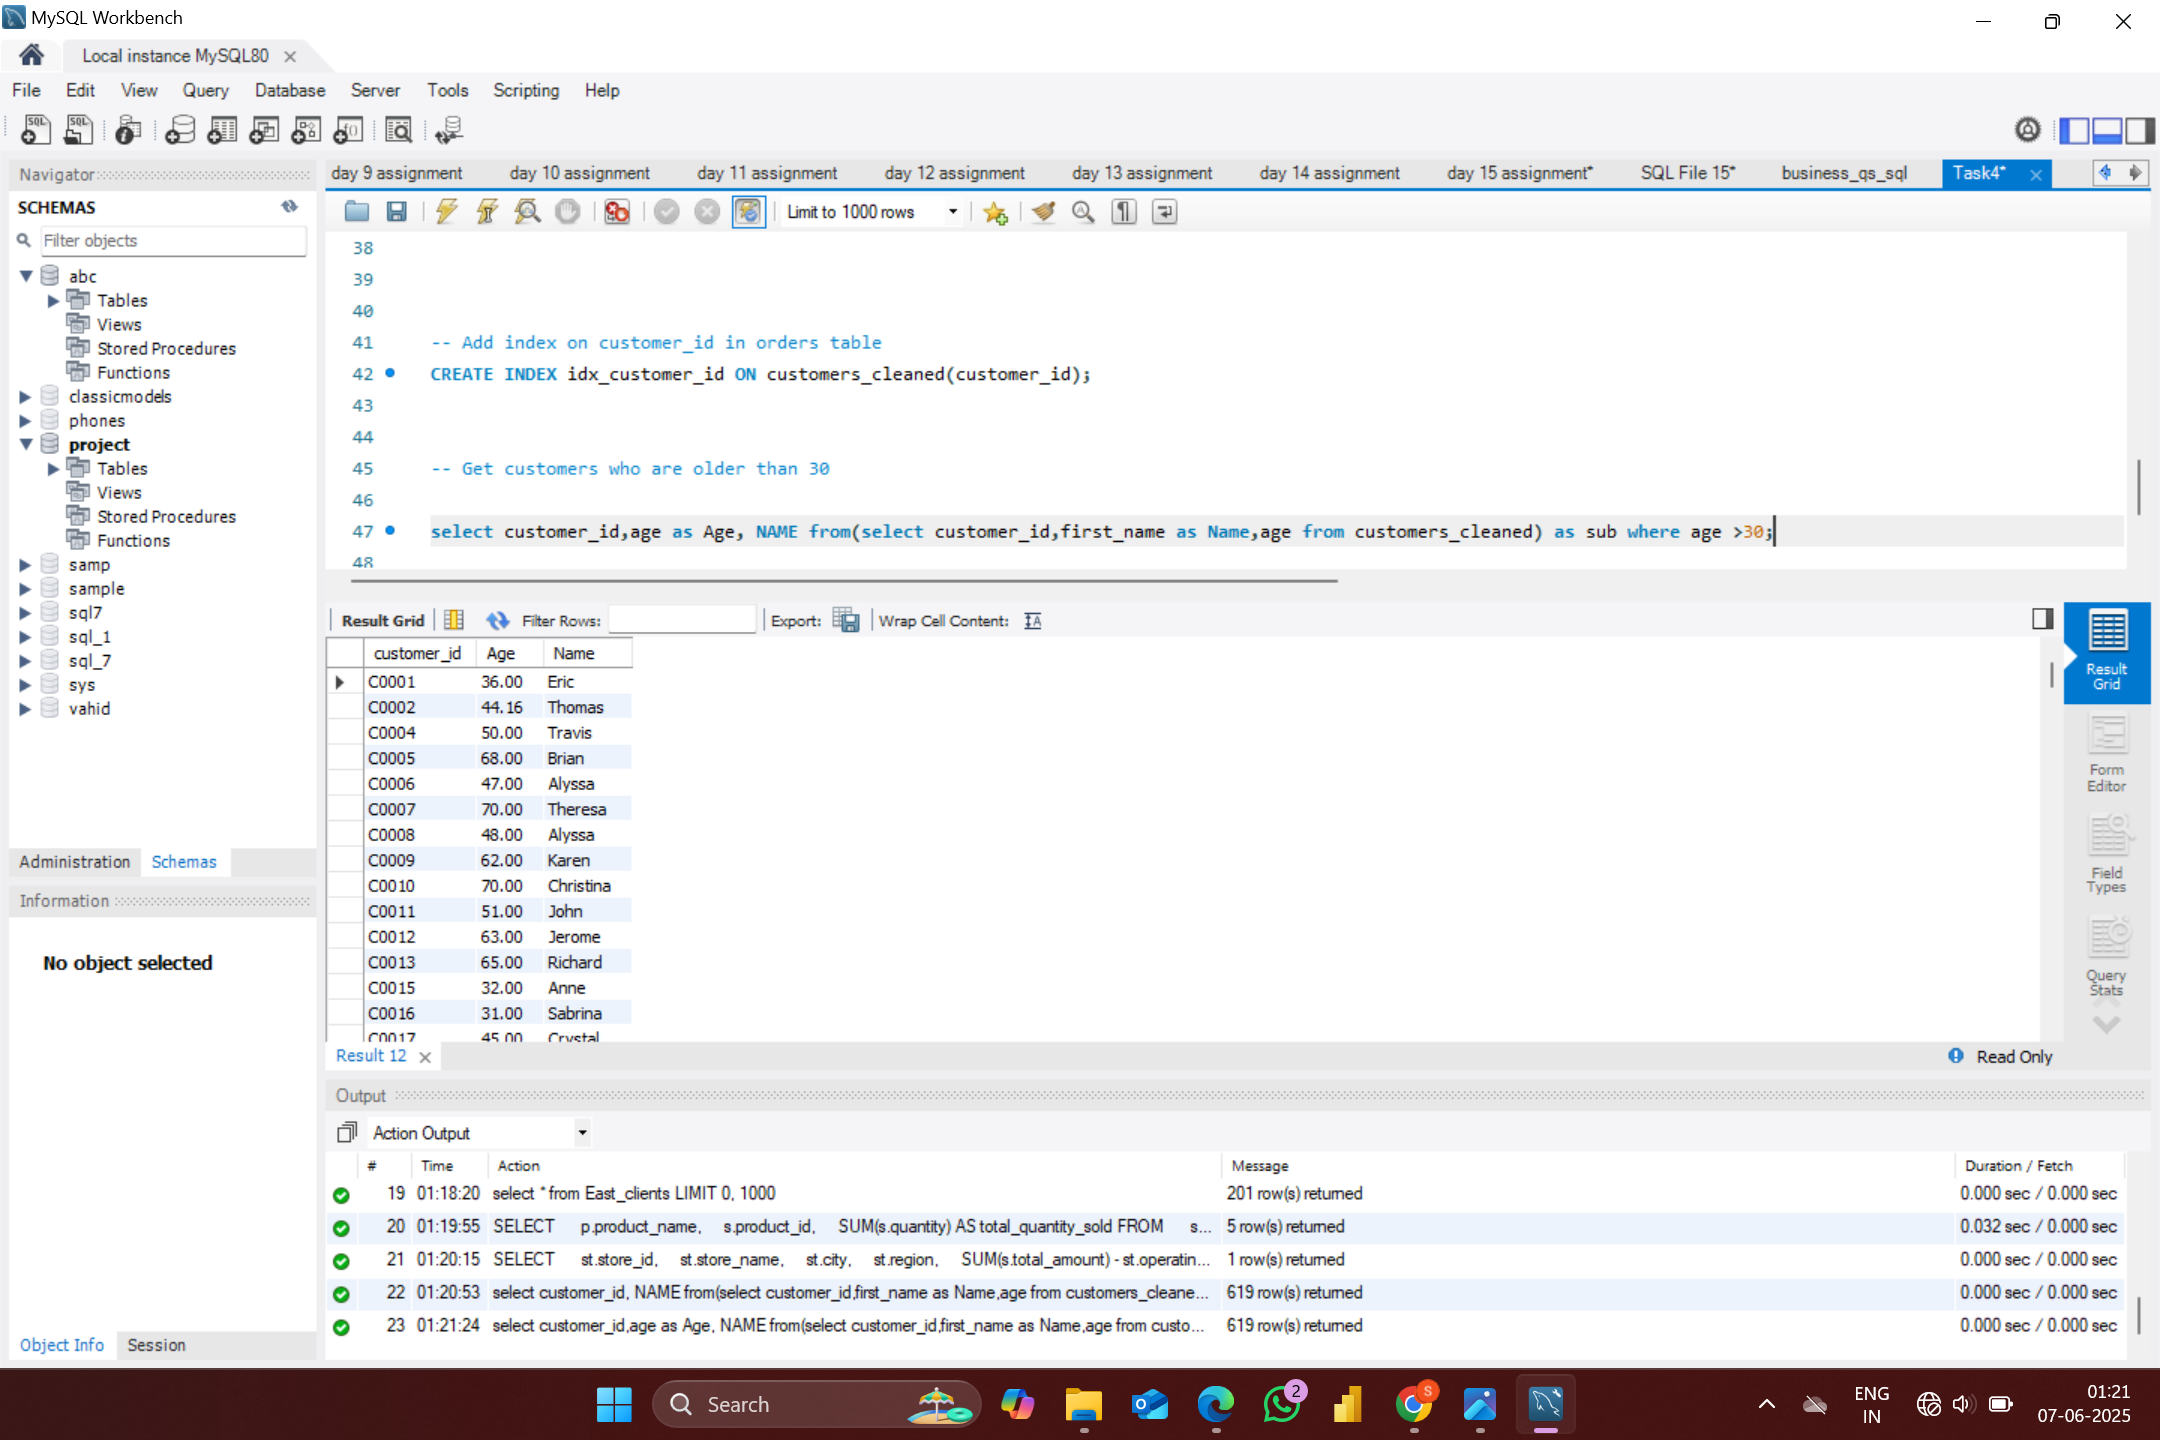 MySQL Workbench
Local instance MySQL80
File Edit View Query Database Server Tools Scripting Help
Navigator
SCHEMAS
Filter objects
abc
Tables
Views
Stored Procedures
Functions
classicmodels
phones
project
Tables
Views
Stored Procedures
Functions
samp
sample
sql7
sql_1
sql_7
sys
vahid
Administration Schemas
Information
No object selected
Object Info Session
day 9 assignment day 10 assignment day 11 assignment day 12 assignment day 13 assignment day 14 assignment day 15 assignment* SQL File 15* business_qs_sql Task4*
Limit to 1000 rows
38
39
40
41 -- Add index on customer_id in orders table
42 CREATE INDEX idx_customer_id ON customers_cleaned(customer_id);
43
44
45 -- Get customers who are older than 30
46
47 select customer_id,age as Age, NAME from(select customer_id,first_name as Name,age from customers_cleaned) as sub where age >30;
48
Result Grid Filter Rows: Export: Wrap Cell Content:
customer_id Age Name
C0001 36.00 Eric
C0002 44.16 Thomas
C0004 50.00 Travis
C0005 68.00 Brian
C0006 47.00 Alyssa
C0007 70.00 Theresa
C0008 48.00 Alyssa
C0009 62.00 Karen
C0010 70.00 Christina
C0011 51.00 John
C0012 63.00 Jerome
C0013 65.00 Richard
C0015 32.00 Anne
C0016 31.00 Sabrina
C0017 45.00 Crystal
Result Grid
Form Editor
Field Types
Query Stats
Result 12
Read Only
Output
Action Output
# Time Action Message Duration / Fetch
19 01:18:20 select * from East_clients LIMIT 0, 1000 201 row(s) returned 0.000 sec / 0.000 sec
20 01:19:55 SELECT p.product_name, s.product_id, SUM(s.quantity) AS total_quantity_sold FROM s... 5 row(s) returned 0.032 sec / 0.000 sec
21 01:20:15 SELECT st.store_id, st.store_name, st.city, st.region, SUM(s.total_amount) - st.operatin... 1 row(s) returned 0.000 sec / 0.000 sec
22 01:20:53 select customer_id, NAME from(select customer_id,first_name as Name,age from customers_cleane... 619 row(s) returned 0.000 sec / 0.000 sec
23 01:21:24 select customer_id,age as Age, NAME from(select customer_id,first_name as Name,age from custo... 619 row(s) returned 0.000 sec / 0.000 sec
Search
2
S
ENG
IN
01:21
07-06-2025